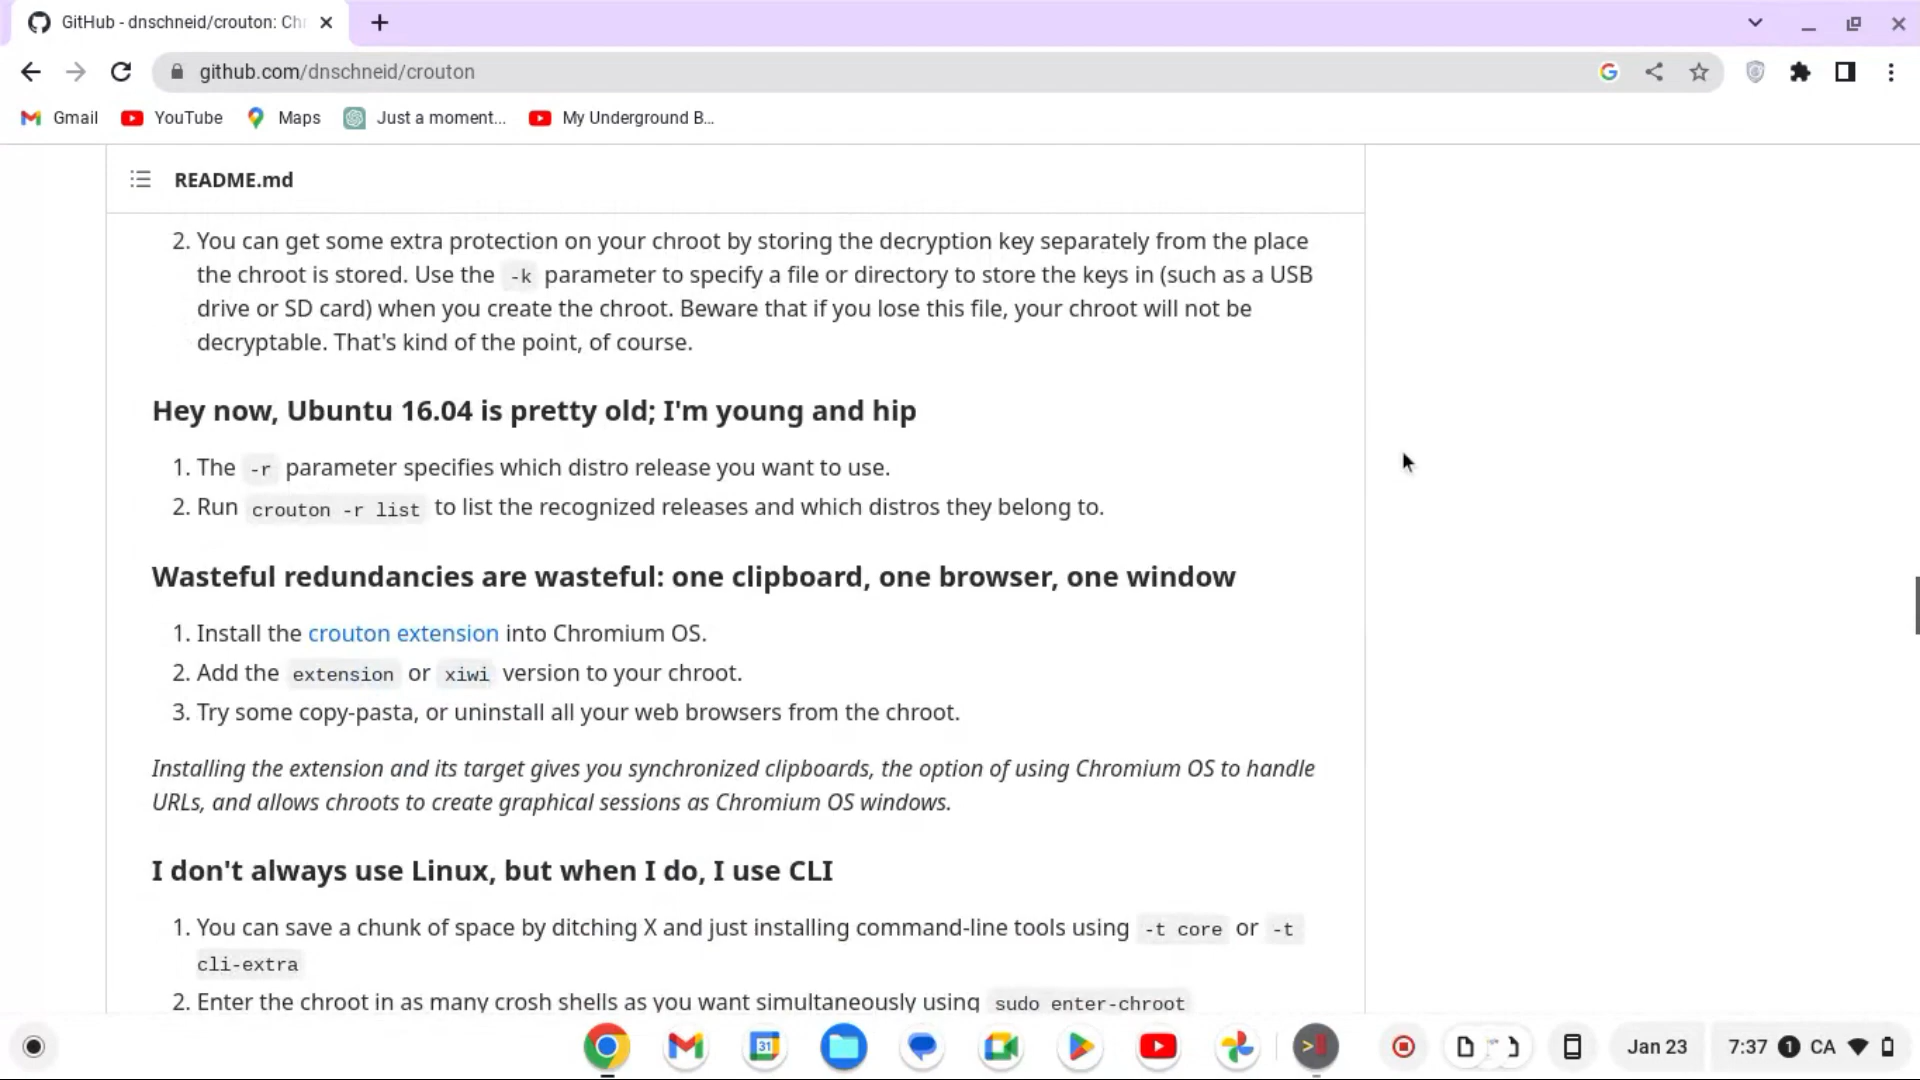 GitHub - dnschneid/crouton: Chr
github.com/dnschneid/crouton
Gmail YouTube Maps Just a moment... My Underground B...
README.md
2. You can get some extra protection on your chroot by storing the decryption key separately from the place
the chroot is stored. Use the -k parameter to specify a file or directory to store the keys in (such as a USB
drive or SD card) when you create the chroot. Beware that if you lose this file, your chroot will not be
decryptable. That's kind of the point, of course.
Hey now, Ubuntu 16.04 is pretty old; I'm young and hip
1. The -r parameter specifies which distro release you want to use.
2. Run crouton -r list to list the recognized releases and which distros they belong to.
Wasteful redundancies are wasteful: one clipboard, one browser, one window
1. Install the crouton extension into Chromium OS.
2. Add the extension or xiwi version to your chroot.
3. Try some copy-pasta, or uninstall all your web browsers from the chroot.
Installing the extension and its target gives you synchronized clipboards, the option of using Chromium OS to handle
URLs, and allows chroots to create graphical sessions as Chromium OS windows.
I don't always use Linux, but when I do, I use CLI
1. You can save a chunk of space by ditching X and just installing command-line tools using -t core or -t
cli-extra
2. Enter the chroot in as many crosh shells as you want simultaneously using sudo enter-chroot
31
Jan 23 7:37 1 CA